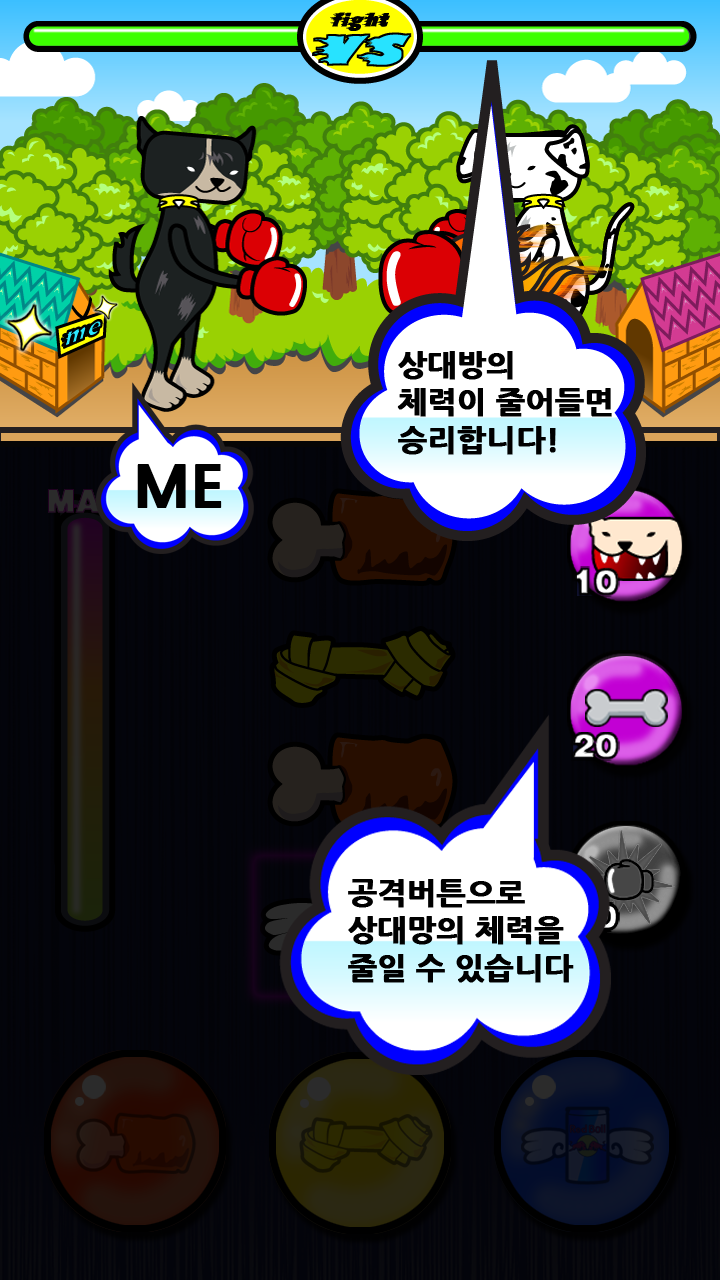 fight
VS
me
상대방의
체력이 줄어들면
승리합니다!
ME
MA
10
20
공격버튼으로
상대망의 체력을
줄일 수 있습니다